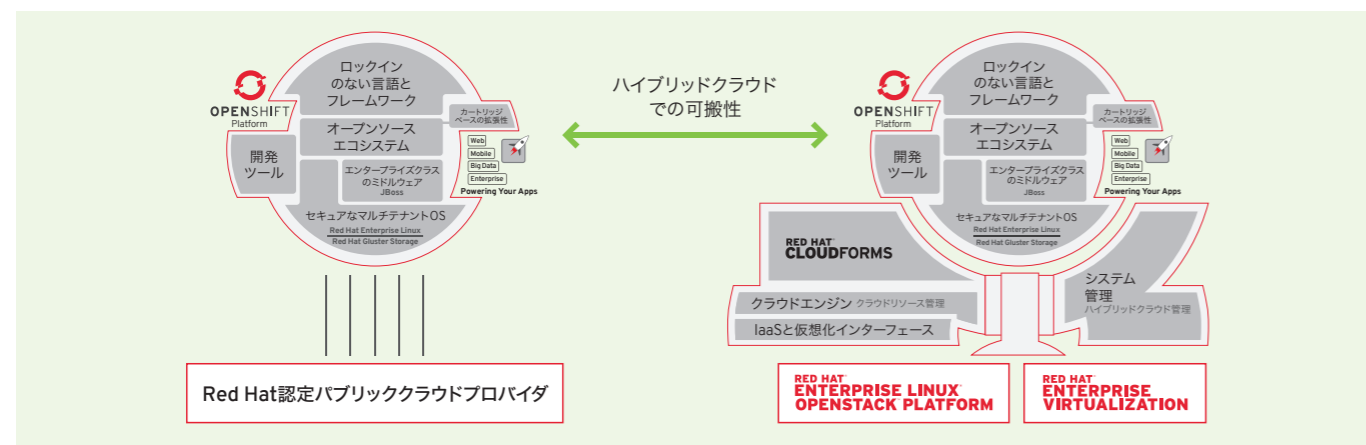 ロックイン
のない言語と
フレームワーク
OPENSHIFT
Platform
カートリッジ
ベースの拡張性
オープンソース
エコシステム
開発
ツール
エンタープライズクラス
のミドルウェア
JBoss
Web
Mobile
Big Data
Enterprise
Powering Your Apps
セキュアなマルチテナントOS
Red Hat Enterprise Linux
Red Hat Gluster Storage
Red Hat認定パブリッククラウドプロバイダ
ハイブリッドクラウド
での可搬性
ロックイン
のない言語と
フレームワーク
OPENSHIFT
Platform
カートリッジ
ベースの拡張性
オープンソース
エコシステム
開発
ツール
エンタープライズクラス
のミドルウェア
JBoss
Web
Mobile
Big Data
Enterprise
Powering Your Apps
セキュアなマルチテナントOS
Red Hat Enterprise Linux
Red Hat Gluster Storage
RED HAT
CLOUDFORMS
クラウドエンジン クラウドリソース管理
IaaSと仮想化インターフェース
システム
管理
ハイブリッドクラウド管理
RED HAT
ENTERPRISE LINUX
OPENSTACK PLATFORM
RED HAT
ENTERPRISE
VIRTUALIZATION